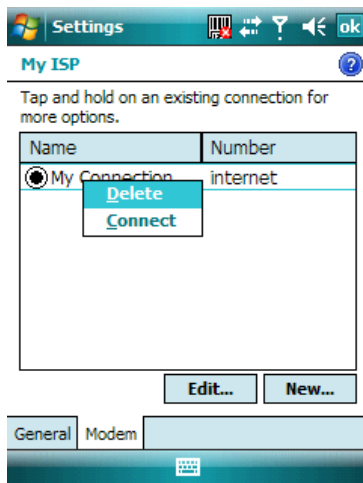 Settings
ok
My ISP
?
Tap and hold on an existing connection for
more options.
Name Number
My Connection internet
Delete
Connect
Edit... New...
General Modem